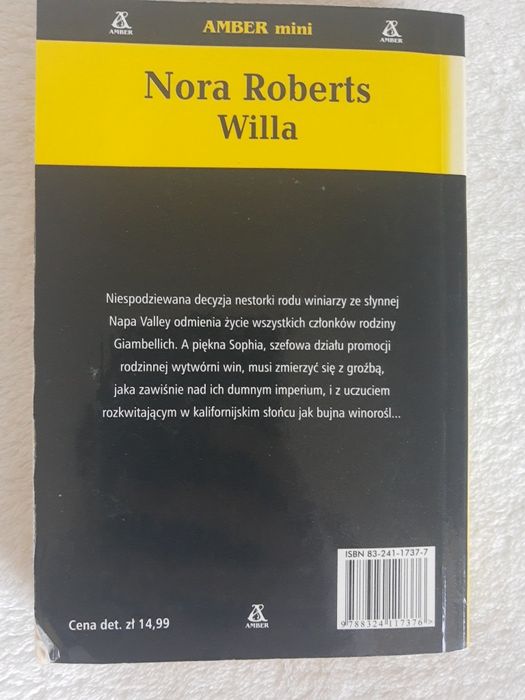 AMBER
AMBER mini
AMBER
Nora Roberts
Willa
Niespodziewana decyzja nestorki rodu winiarzy ze słynnej
Napa Valley odmienia życie wszystkich członków rodziny
Giambellich. A piękna Sophia, szefowa działu promocji
rodzinnej wytwórni win, musi zmierzyć się z groźbą,
jaka zawiśnie nad ich dumnym imperium, i z uczuciem
rozkwitającym w kalifornijskim słońcu jak bujna winorośl...
ISBN 83-241-1737-7
9788324117376>
Cena det. zł 14,99
AMBER